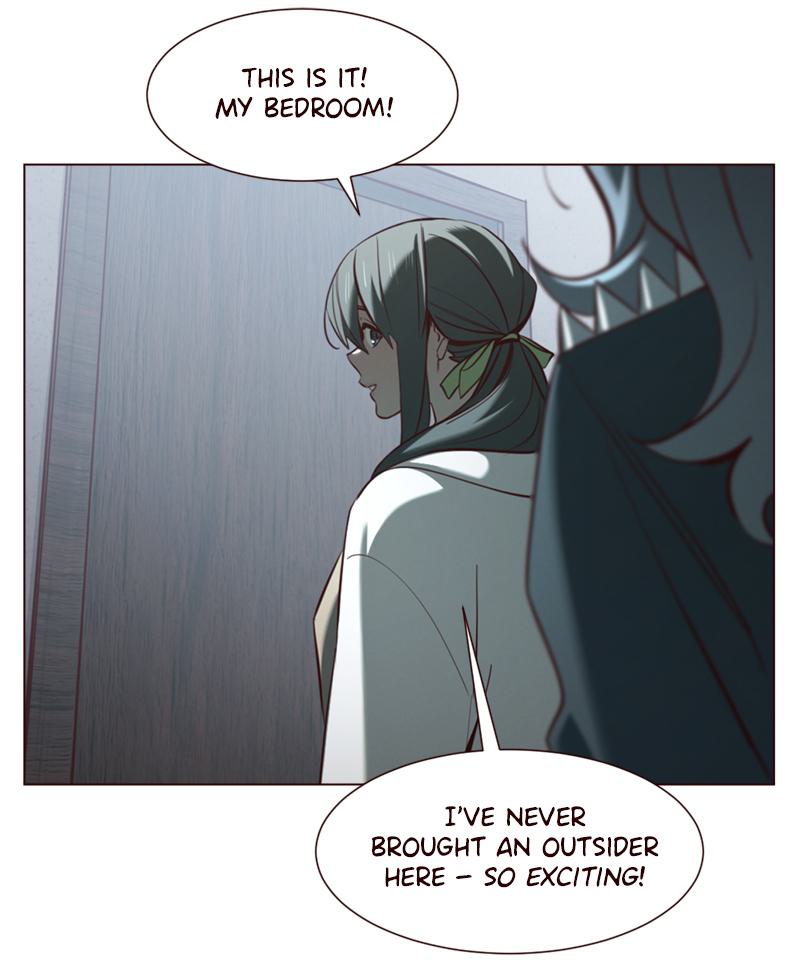 THIS IS IT!
MY BEDROOM!
I'VE NEVER
BROUGHT AN OUTSIDER
HERE – SO EXCITING!